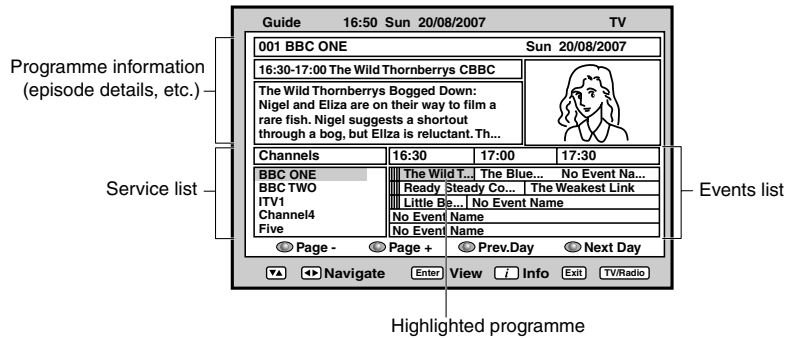 Guide 16:50 Sun 20/08/2007 TV
001 BBC ONE Sun 20/08/2007
Programme information
(episode details, etc.)
16:30-17:00 The Wild Thornberrys CBBC
The Wild Thornberrys Bogged Down:
Nigel and Eliza are on their way to film a
rare fish. Nigel suggests a shortout
through a bog, but Ellza is reluctant. Th...
Channels 16:30 17:00 17:30
Service list
BBC ONE The Wild T... The Blue... No Event Na...
BBC TWO Ready Steady Co... The Weakest Link
ITV1 Little Be... No Event Name
Channel4 No Event Name
Five No Event Name
Events list
Page - Page + Prev.Day Next Day
Navigate Enter View i Info Exit TV/Radio
Highlighted programme